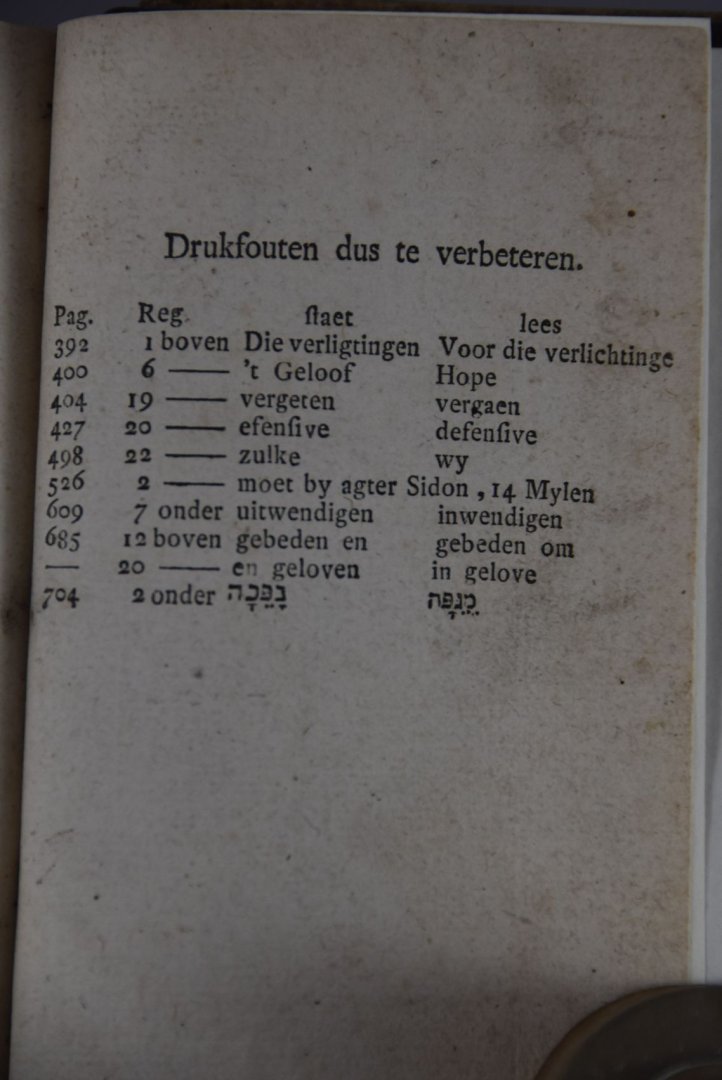 Drukfouten dus te verbeteren.
Pag. Reg. ſtaet lees
392 1 boven Die verligtingen Voor die verlichtinge
400 6 —— 't Geloof Hope
404 19 —— vergeten vergaen
427 20 —— efenſive defenſive
498 22 —— zulke wy
526 2 —— moet by agter Sidon, 14 Mylen
609 7 onder uitwendigen inwendigen
685 12 boven gebeden en gebeden om
— 20 —— en geloven in gelove
704 2 onder